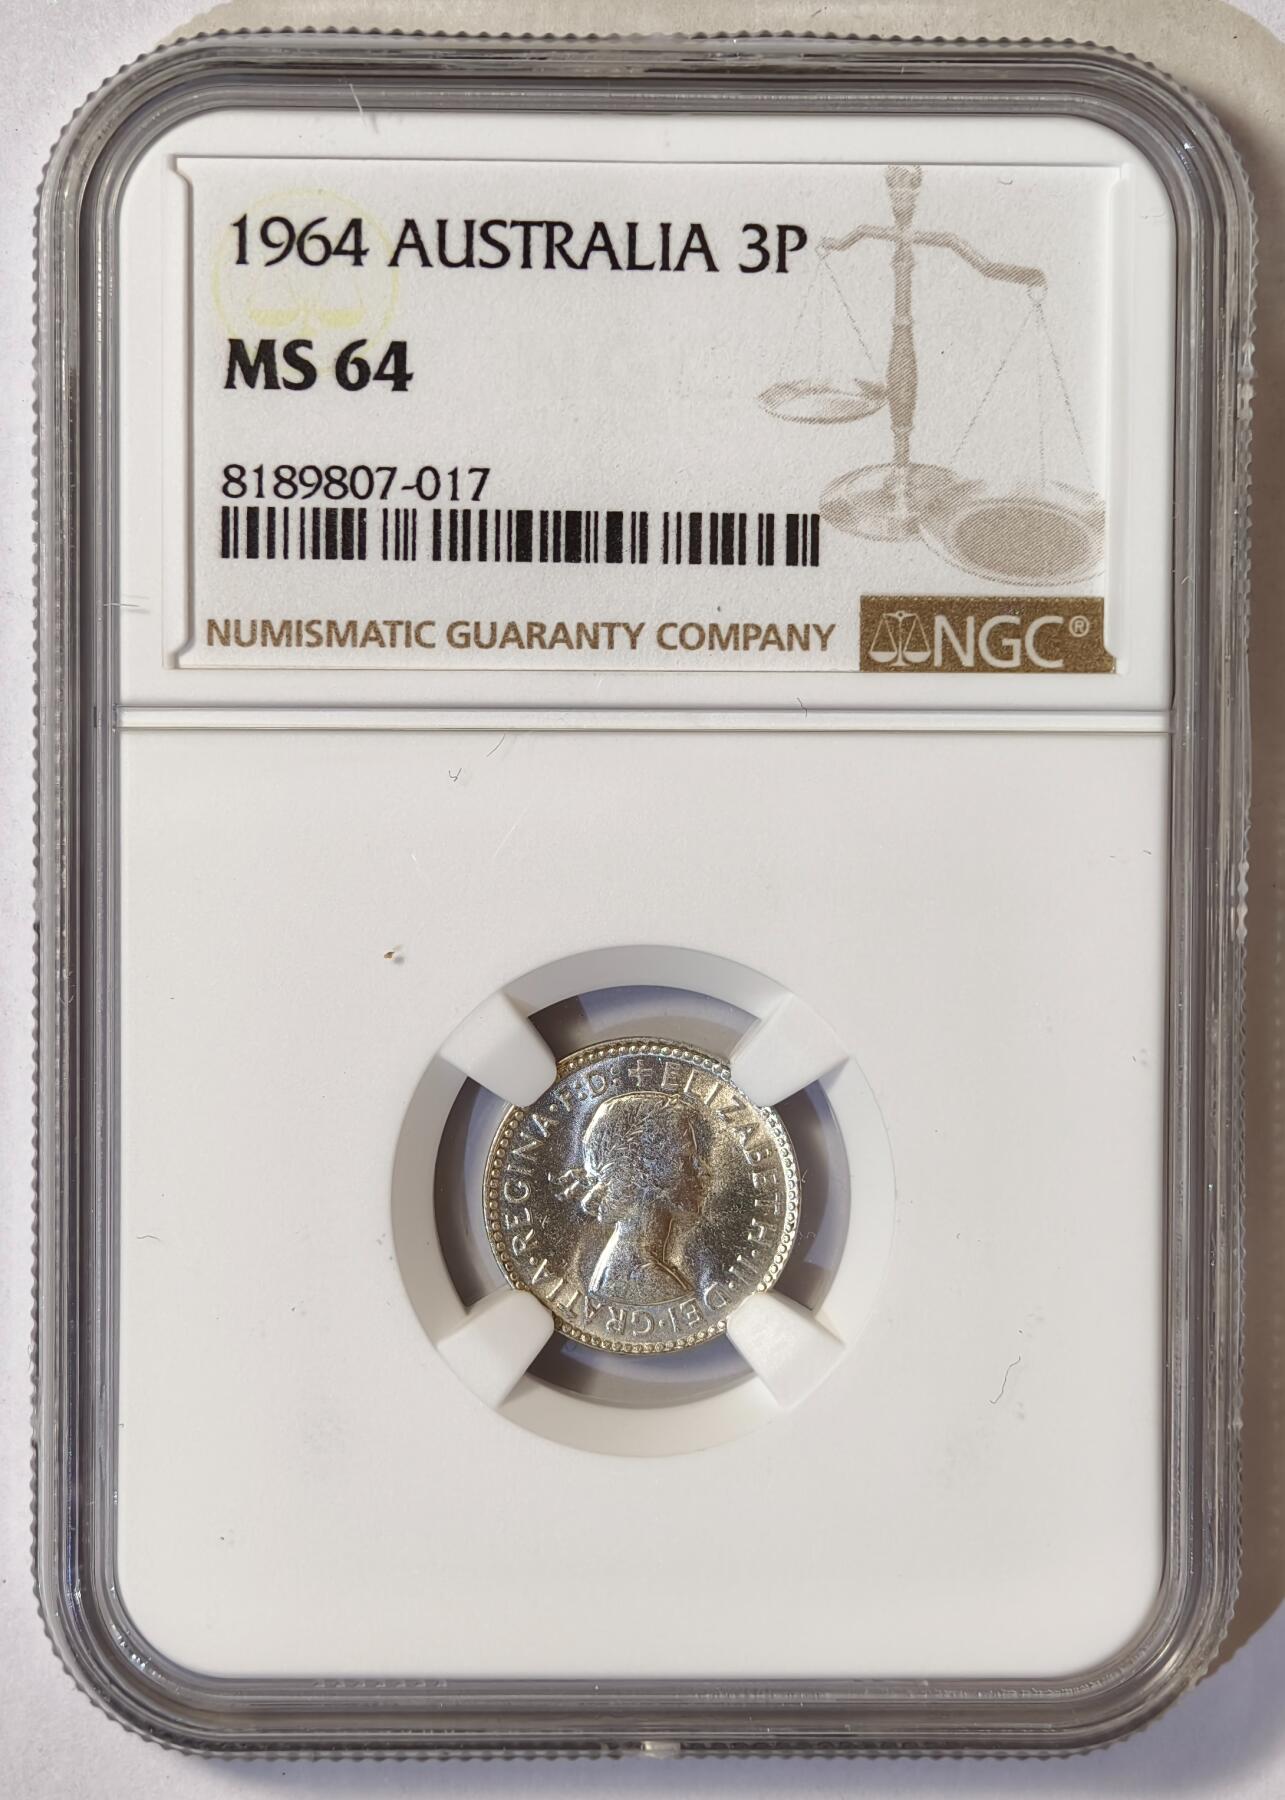 1964 AUSTRALIA 3P
MS 64
8189807-017
NUMISMATIC GUARANTY COMPANY
NGC®
+ELIZABETH·II·DEI·GRATIA·REGINA·F:D: